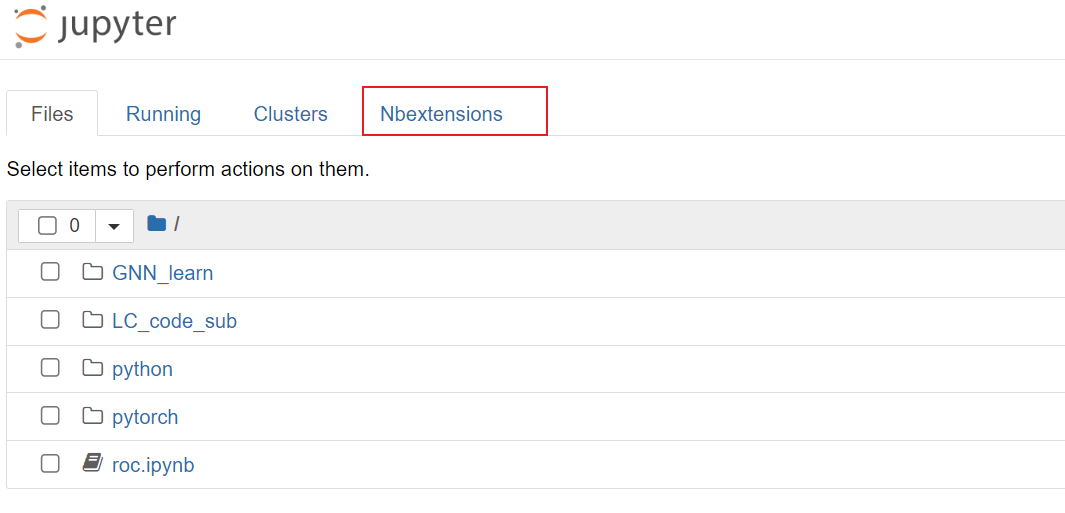 jupyter
Files Running Clusters Nbextensions
Select items to perform actions on them.
0 /
GNN_learn
LC_code_sub
python
pytorch
roc.ipynb